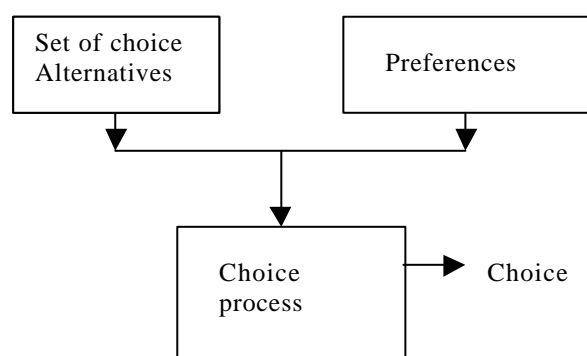 Set of choice
Alternatives
Preferences
Choice
process
Choice